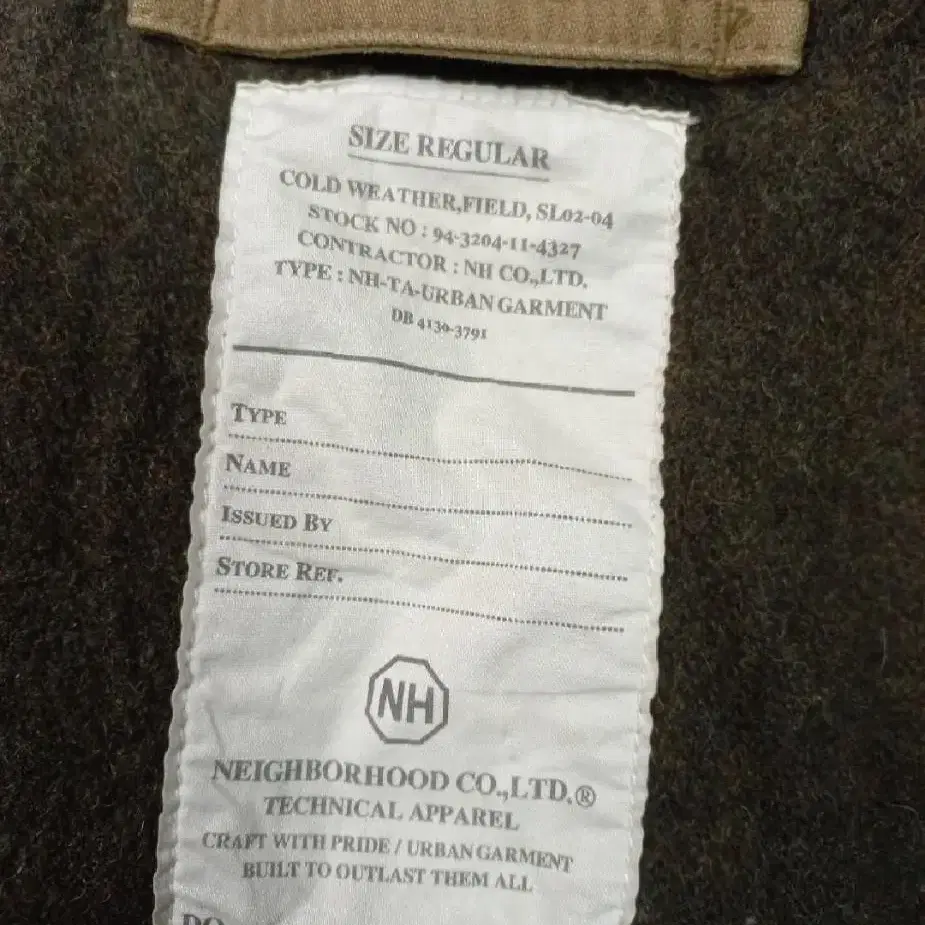 SIZE REGULAR
COLD WEATHER,FIELD, SL02-04
STOCK NO : 94-3204-11-4327
CONTRACTOR : NH CO.,LTD.
TYPE : NH-TA-URBAN GARMENT
DB 4130-3791
TYPE
NAME
ISSUED BY
STORE REF.
NH
NEIGHBORHOOD CO.,LTD.®
TECHNICAL APPAREL
CRAFT WITH PRIDE / URBAN GARMENT
BUILT TO OUTLAST THEM ALL